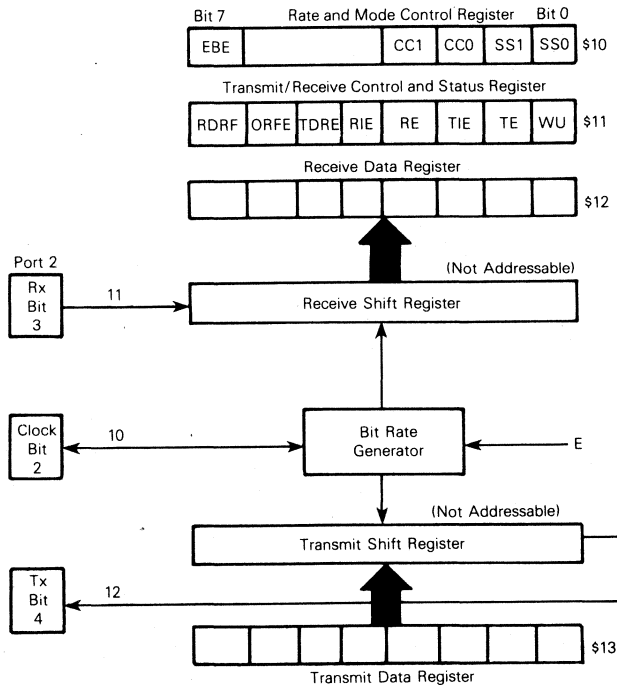 Bit 7 Rate and Mode Control Register Bit 0
EBE CC1 CC0 SS1 SS0 $10
Transmit/Receive Control and Status Register
RDRF ORFE TDRE RIE RE TIE TE WU $11
Receive Data Register
$12
Port 2
(Not Addressable)
Rx
Bit
3
11
Receive Shift Register
Clock
Bit
2
10
Bit Rate
Generator
E
(Not Addressable)
Transmit Shift Register
Tx
Bit
4
12
$13
Transmit Data Register